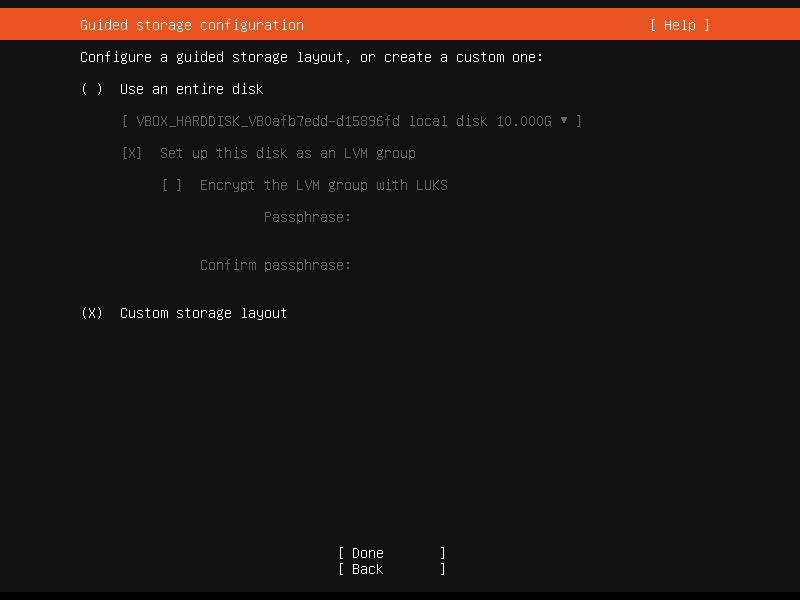 Guided storage configuration [ Help ]
Configure a guided storage layout, or create a custom one:
( ) Use an entire disk
[ VBOX_HARDDISK_VB0afb7edd-d15896fd local disk 10.000G ▾ ]
[X] Set up this disk as an LVM group
[ ] Encrypt the LVM group with LUKS
Passphrase:
Confirm passphrase:
(X) Custom storage layout
[ Done ]
[ Back ]